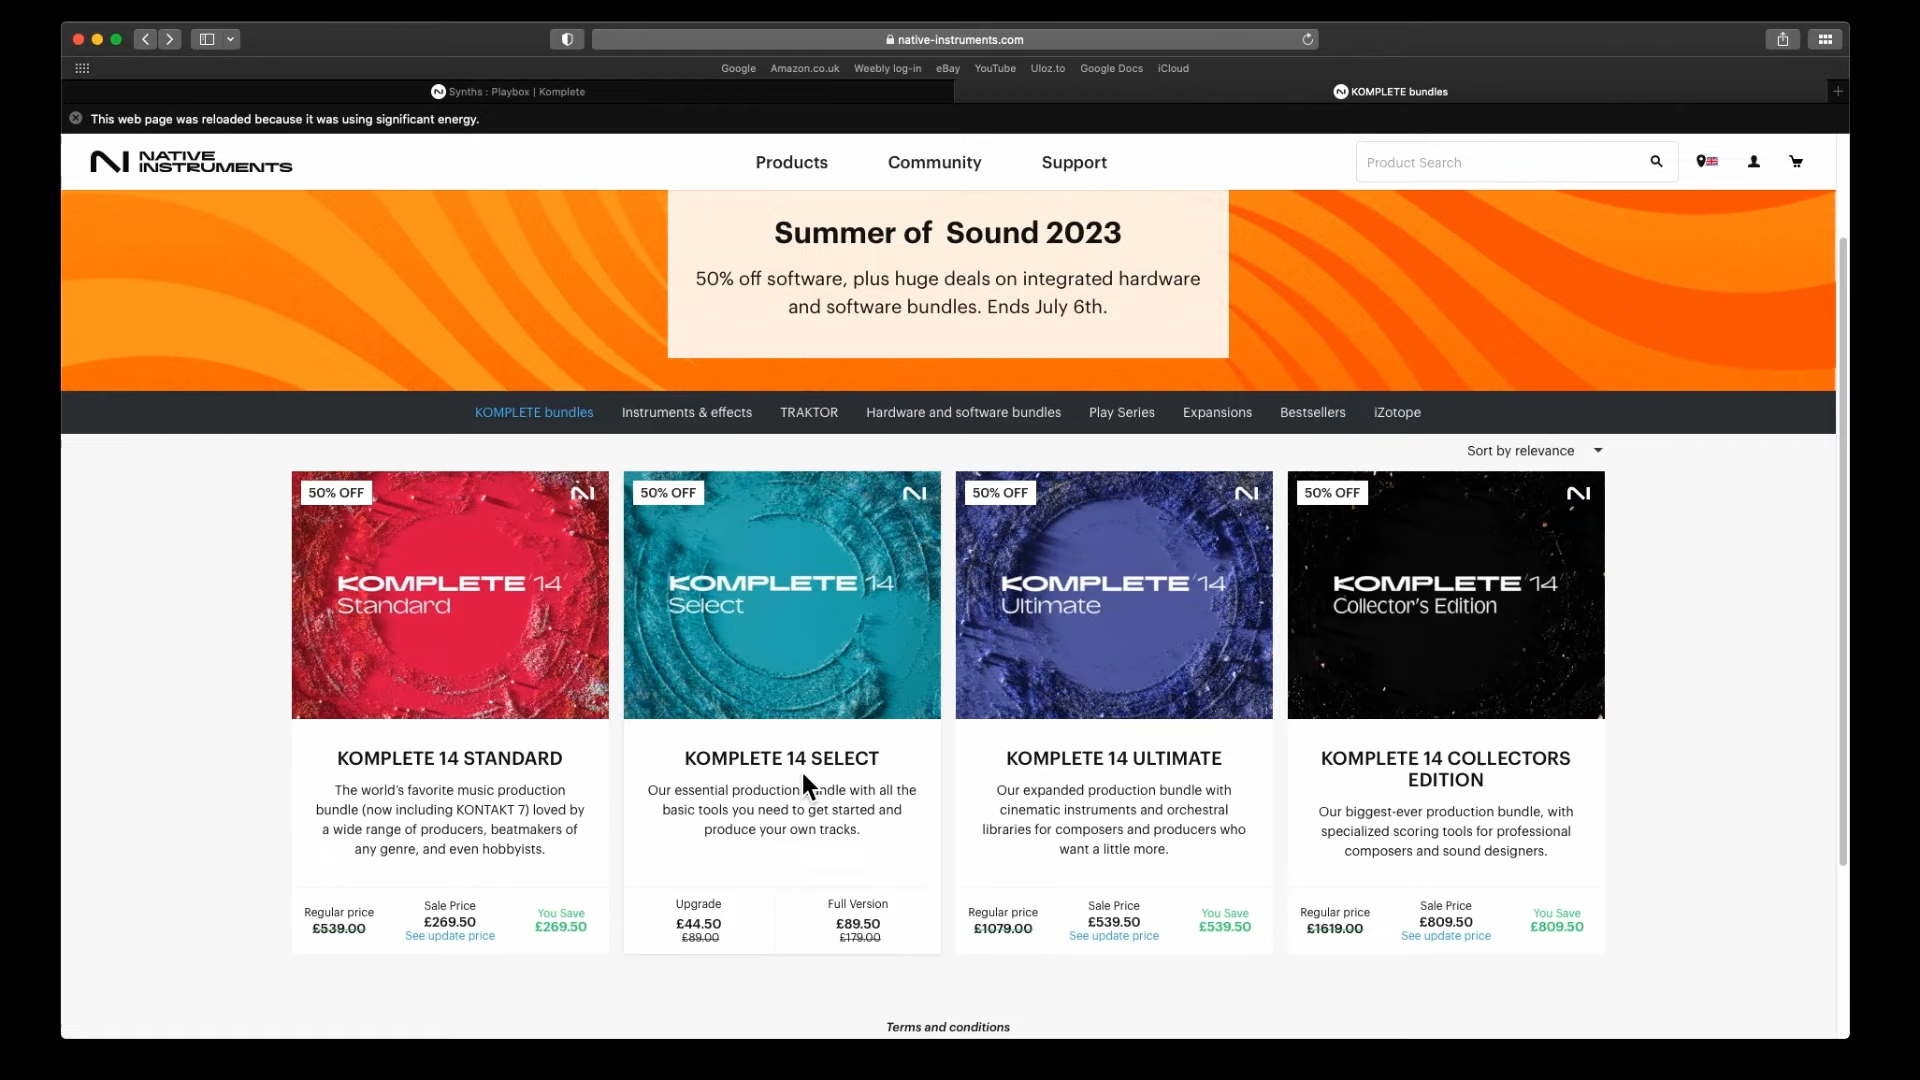 native-instruments.com
Google Amazon.co.uk Weebly log-in eBay YouTube Uloz.to Google Docs iCloud
Synths : Playbox | Komplete
KOMPLETE bundles
This web page was reloaded because it was using significant energy.
NATIVE
INSTRUMENTS
Products Community Support
Product Search
Summer of Sound 2023
50% off software, plus huge deals on integrated hardware
and software bundles. Ends July 6th.
KOMPLETE bundles Instruments & effects TRAKTOR Hardware and software bundles Play Series Expansions Bestsellers iZotope
Sort by relevance
50% OFF
KOMPLETE 14
Standard
KOMPLETE 14 STANDARD
The world's favorite music production
bundle (now including KONTAKT 7) loved by
a wide range of producers, beatmakers of
any genre, and even hobbyists.
Regular price
£539.00
Sale Price
£269.50
See update price
You Save
£269.50
50% OFF
KOMPLETE 14
Select
KOMPLETE 14 SELECT
Our essential production ndle with all the
basic tools you need to get started and
produce your own tracks.
Upgrade
£44.50
£89.00
Full Version
£89.50
£179.00
50% OFF
KOMPLETE 14
Ultimate
KOMPLETE 14 ULTIMATE
Our expanded production bundle with
cinematic instruments and orchestral
libraries for composers and producers who
want a little more.
Regular price
£1079.00
Sale Price
£539.50
See update price
You Save
£539.50
50% OFF
KOMPLETE 14
Collector's Edition
KOMPLETE 14 COLLECTORS
EDITION
Our biggest-ever production bundle, with
specialized scoring tools for professional
composers and sound designers.
Regular price
£1619.00
Sale Price
£809.50
See update price
You Save
£809.50
Terms and conditions